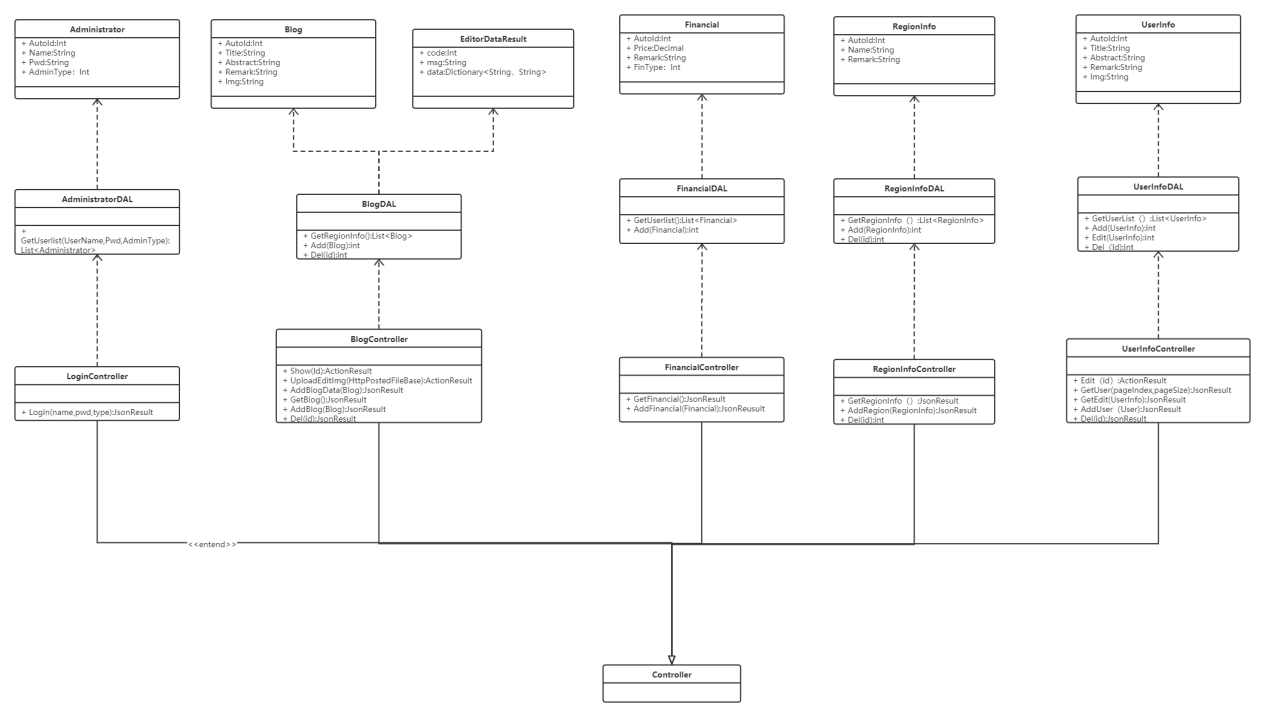 Administrator
+ AutoId:Int
+ Name:String
+ Pwd:String
+ AdminType：Int
Blog
+ AutoId:Int
+ Title:String
+ Abstract:String
+ Remark:String
+ Img:String
EditorDataResult
+ code:Int
+ msg:String
+ data:Dictionary<String，String>
Financial
+ AutoId:Int
+ Price:Decimal
+ Remark:String
+ FinType：Int
RegionInfo
+ AutoId:Int
+ Name:String
+ Remark:String
UserInfo
+ AutoId:Int
+ Title:String
+ Abstract:String
+ Remark:String
+ Img:String
AdministratorDAL
+
GetUserlist(UserName,Pwd,AdminType):
List<Administrator>
BlogDAL
+ GetRegionInfo():List<Blog>
+ Add(Blog):int
+ Del(id):int
FinancialDAL
+ GetUserlist():List<Financial>
+ Add(Financial):int
RegionInfoDAL
+ GetRegionInfo（）:List<RegionInfo>
+ Add(RegionInfo):int
+ Del(id):int
UserInfoDAL
+ GetUserList（）:List<UserInfo>
+ Add(UserInfo):int
+ Edit(UserInfo):int
+ Del（Id):int
LoginController
+ Login(name,pwd,type):JsonResult
BlogController
+ Show(Id):ActionResult
+ UploadEditImg(HttpPostedFileBase):ActionResult
+ AddBlogData(Blog):JsonResult
+ GetBlog():JsonResult
+ AddBlog(Blog):JsonResult
+ Del(id):JsonResult
FinancialController
+ GetFinancial():JsonResult
+ AddFinancial(Financial):JsonReusult
RegionInfoController
+ GetRegionInfo（）:JsonResult
+ AddRegion(RegionInfo):JsonResult
+ Del(id):int
UserInfoController
+ Edit（id）:ActionResult
+ GetUser(pageIndex,pageSize):JsonResult
+ GetEdit(UserInfo):JsonResult
+ AddUser（User):JsonResult
+ Del(id):JsonResult
<<entend>>
Controller